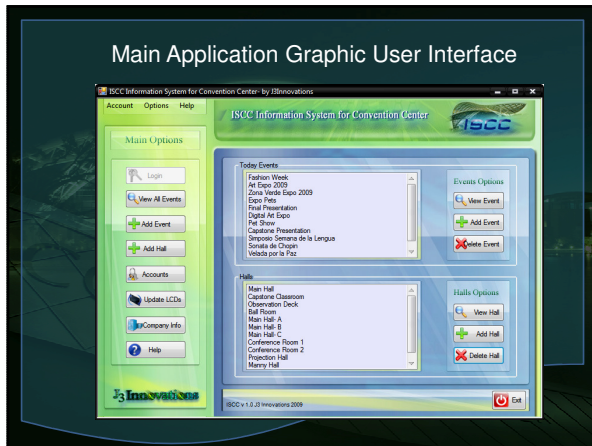 Main Application Graphic User Interface
ISCC Information System for Convention Center- by J3Innovations
Account Options Help
ISCC Information System for Convention Center
ISCC
Main Options
Login
View All Events
Add Event
Add Hall
Accounts
Update LCDs
Company Info
Help
J3 Innovations
Today Events
Fashion Week
Art Expo 2009
Zona Verde Expo 2009
Expo Pets
Final Presentation
Digital Art Expo
Pet Show
Capstone Presentation
Simposio Semana de la Lengua
Sonata de Chopin
Velada por la Paz
Events Options
View Event
Add Event
Delete Event
Halls
Main Hall
Capstone Classroom
Observation Deck
Ball Room
Main Hall- A
Main Hall- B
Main Hall- C
Conference Room 1
Conference Room 2
Projection Hall
Manny Hall
Halls Options
View Hall
Add Hall
Delete Hall
ISCC v 1.0 J3 Innovations 2009
Exit